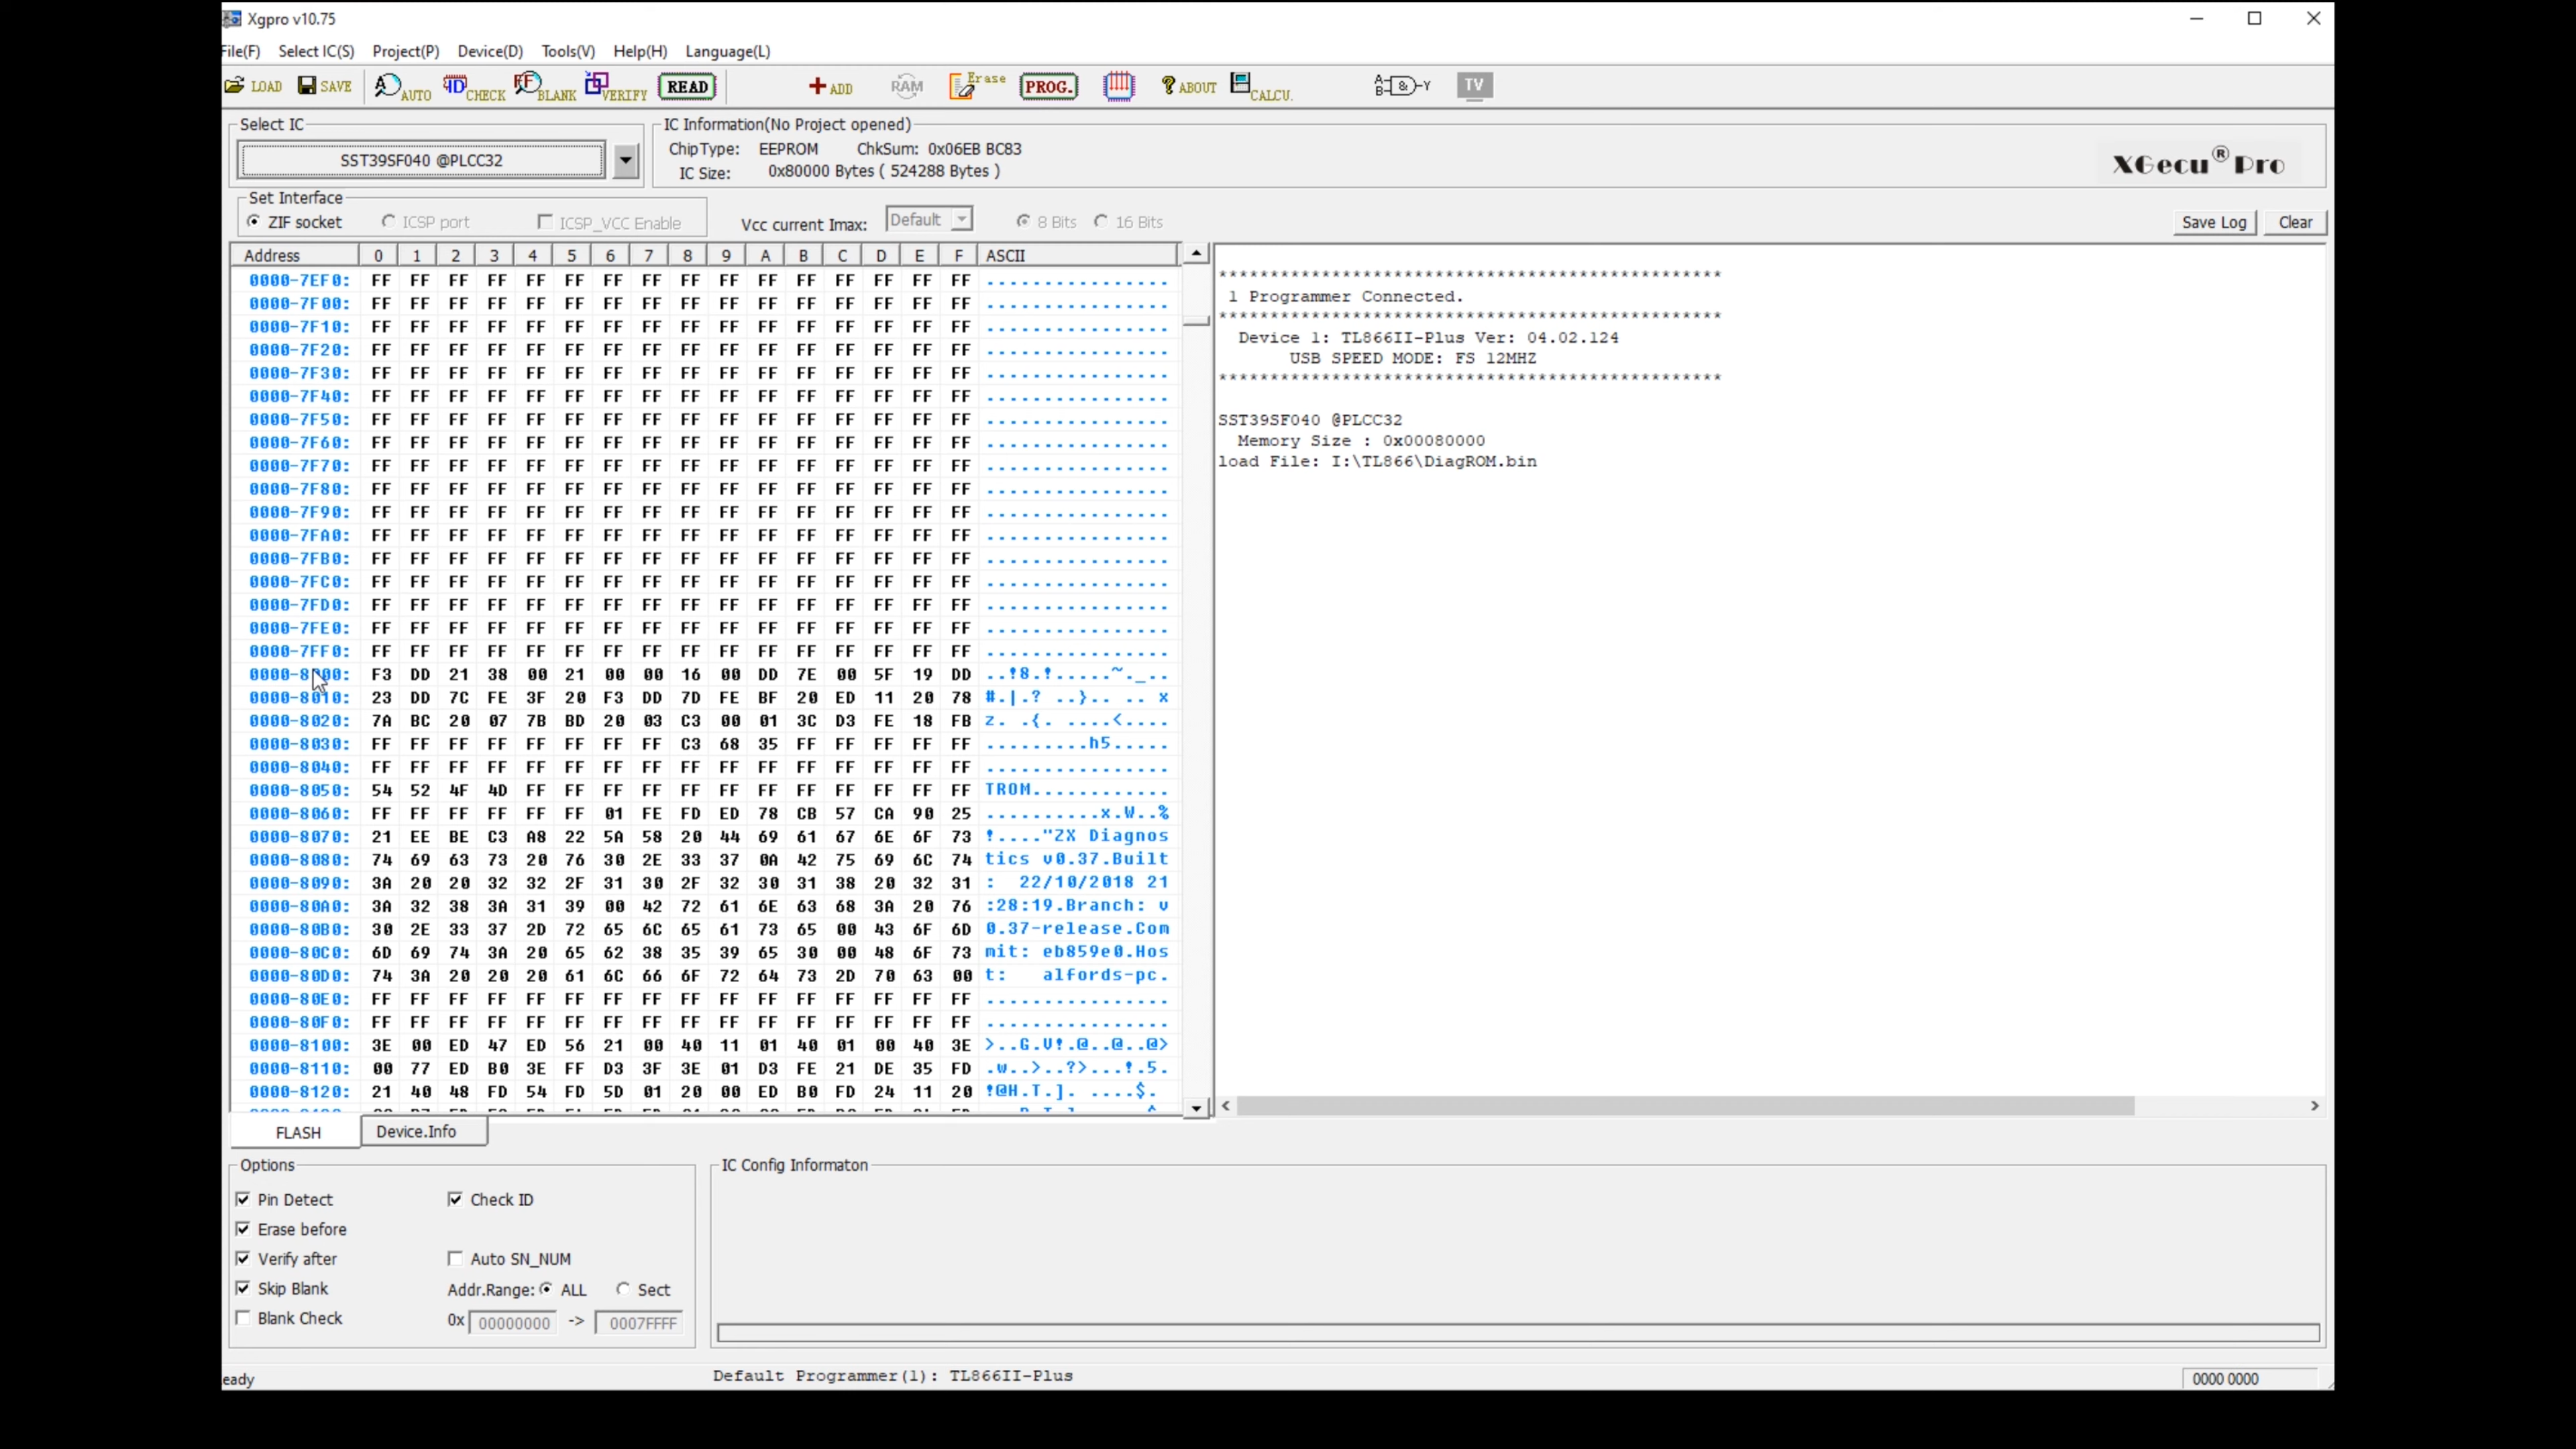 Xgpro v10.75
File(F) Select IC(S) Project(P) Device(D) Tools(V) Help(H) Language(L)
LOAD SAVE AUTO CHECK BLANK VERIFY READ ADD RAM Erase PROG. ABOUT CALCU. TV
Select IC
SST39SF040 @PLCC32
IC Information(No Project opened)
ChipType: EEPROM ChkSum: 0x06EB BC83
IC Size: 0x80000 Bytes ( 524288 Bytes )
XGecu® Pro
Set Interface
ZIF socket ICSP port ICSP_VCC Enable Vcc current Imax: Default 8 Bits 16 Bits
Save Log Clear
Address 0 1 2 3 4 5 6 7 8 9 A B C D E F ASCII
0000-7EF0: FF FF FF FF FF FF FF FF FF FF FF FF FF FF FF FF ................
0000-7F00: FF FF FF FF FF FF FF FF FF FF FF FF FF FF FF FF ................
0000-7F10: FF FF FF FF FF FF FF FF FF FF FF FF FF FF FF FF ................
0000-7F20: FF FF FF FF FF FF FF FF FF FF FF FF FF FF FF FF ................
0000-7F30: FF FF FF FF FF FF FF FF FF FF FF FF FF FF FF FF ................
0000-7F40: FF FF FF FF FF FF FF FF FF FF FF FF FF FF FF FF ................
0000-7F50: FF FF FF FF FF FF FF FF FF FF FF FF FF FF FF FF ................
0000-7F60: FF FF FF FF FF FF FF FF FF FF FF FF FF FF FF FF ................
0000-7F70: FF FF FF FF FF FF FF FF FF FF FF FF FF FF FF FF ................
0000-7F80: FF FF FF FF FF FF FF FF FF FF FF FF FF FF FF FF ................
0000-7F90: FF FF FF FF FF FF FF FF FF FF FF FF FF FF FF FF ................
0000-7FA0: FF FF FF FF FF FF FF FF FF FF FF FF FF FF FF FF ................
0000-7FB0: FF FF FF FF FF FF FF FF FF FF FF FF FF FF FF FF ................
0000-7FC0: FF FF FF FF FF FF FF FF FF FF FF FF FF FF FF FF ................
0000-7FD0: FF FF FF FF FF FF FF FF FF FF FF FF FF FF FF FF ................
0000-7FE0: FF FF FF FF FF FF FF FF FF FF FF FF FF FF FF FF ................
0000-7FF0: FF FF FF FF FF FF FF FF FF FF FF FF FF FF FF FF ................
0000-8000: F3 DD 21 38 00 21 00 00 16 00 DD 7E 00 5F 19 DD ..!8.!.....~._..
0000-8010: 23 DD 7C FE 3F 20 F3 DD 7D FE BF 20 ED 11 20 78 #.|.? ..}.. .. x
0000-8020: 7A BC 20 07 7B BD 20 03 C3 00 01 3C D3 FE 18 FB z. .{. ....<....
0000-8030: FF FF FF FF FF FF FF FF C3 68 35 FF FF FF FF FF .........h5.....
0000-8040: FF FF FF FF FF FF FF FF FF FF FF FF FF FF FF FF ................
0000-8050: 54 52 4F 4D FF FF FF FF FF FF FF FF FF FF FF FF TROM............
0000-8060: FF FF FF FF FF FF 01 FE FD ED 78 CB 57 CA 90 25 ..........x.W..%
0000-8070: 21 EE BE C3 A8 22 5A 58 20 44 69 61 67 6E 6F 73 !...."ZX Diagnos
0000-8080: 74 69 63 73 20 76 30 2E 33 37 0A 42 75 69 6C 74 tics v0.37.Built
0000-8090: 3A 20 20 32 32 2F 31 30 2F 32 30 31 38 20 32 31 :  22/10/2018 21
0000-80A0: 3A 32 38 3A 31 39 00 42 72 61 6E 63 68 3A 20 76 :28:19.Branch: v
0000-80B0: 30 2E 33 37 2D 72 65 6C 65 61 73 65 00 43 6F 6D 0.37-release.Com
0000-80C0: 6D 69 74 3A 20 65 62 38 35 39 65 30 00 48 6F 73 mit: eb859e0.Hos
0000-80D0: 74 3A 20 20 20 61 6C 66 6F 72 64 73 2D 70 63 00 t:   alfords-pc.
0000-80E0: FF FF FF FF FF FF FF FF FF FF FF FF FF FF FF FF ................
0000-80F0: FF FF FF FF FF FF FF FF FF FF FF FF FF FF FF FF ................
0000-8100: 3E 00 ED 47 ED 56 21 00 40 11 01 40 01 00 40 3E >..G.V!.@..@..@>
0000-8110: 00 77 ED B0 3E FF D3 3F 3E 01 D3 FE 21 DE 35 FD .w..>..?>...!.5.
0000-8120: 21 40 48 FD 54 FD 5D 01 20 00 ED B0 FD 24 11 20 !@H.T.]. ....$.
*************************************************
1 Programmer Connected.
*************************************************
Device 1: TL866II-Plus Ver: 04.02.124
USB SPEED MODE: FS 12MHZ
*************************************************
SST39SF040 @PLCC32
Memory Size : 0x00080000
load File: I:\TL866\DiagROM.bin
FLASH Device.Info
Options
Pin Detect Check ID
Erase before
Verify after Auto SN_NUM
Skip Blank Addr.Range: ALL Sect
Blank Check 0x 00000000 -> 0007FFFF
IC Config Informaton
eady Default Programmer(1): TL866II-Plus 0000 0000